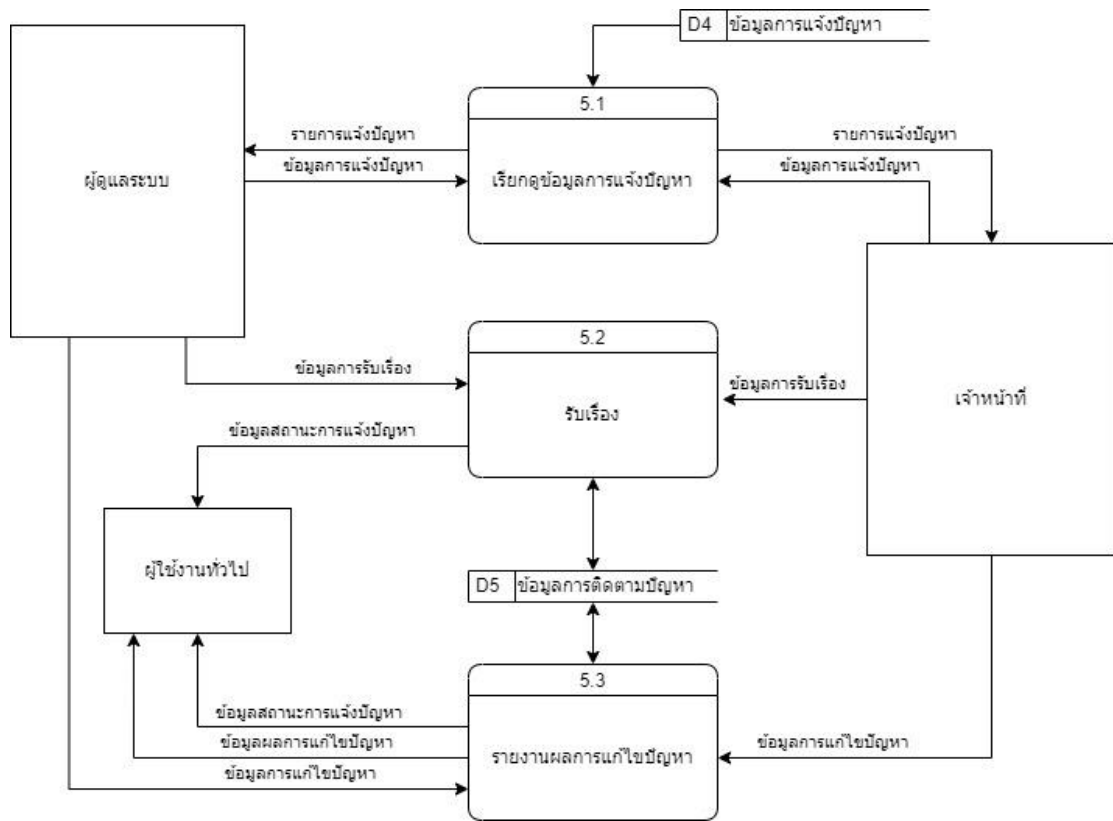 D4 ข้อมูลการแจ้งปัญหา
5.1
รายการแจ้งปัญหา
รายการแจ้งปัญหา
ข้อมูลการแจ้งปัญหา
ข้อมูลการแจ้งปัญหา
ผู้ดูแลระบบ
เรียกดูข้อมูลการแจ้งปัญหา
5.2
ข้อมูลการรับเรื่อง
ข้อมูลการรับเรื่อง
เจ้าหน้าที่
รับเรื่อง
ข้อมูลสถานะการแจ้งปัญหา
ผู้ใช้งานทั่วไป
D5 ข้อมูลการติดตามปัญหา
5.3
ข้อมูลสถานะการแจ้งปัญหา
ข้อมูลผลการแก้ไขปัญหา
ข้อมูลการแก้ไขปัญหา
รายงานผลการแก้ไขปัญหา
ข้อมูลการแก้ไขปัญหา